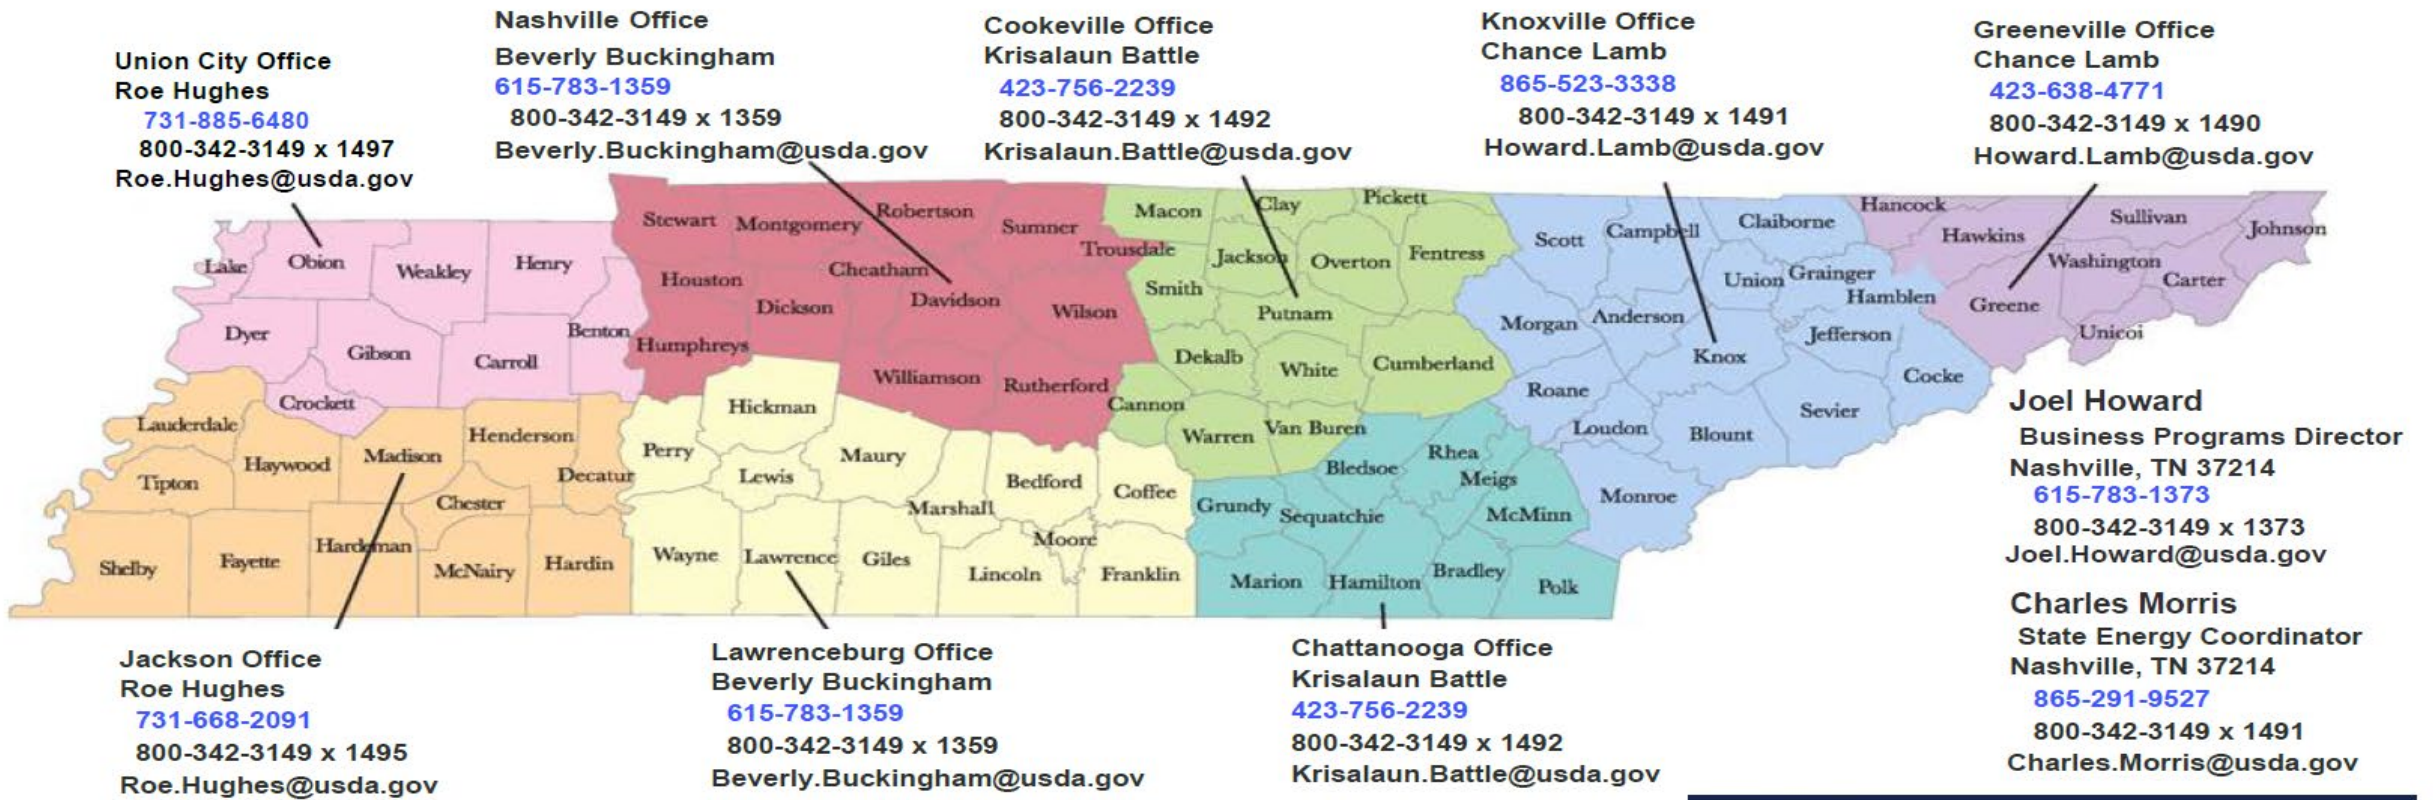 Union City Office
Roe Hughes
731-885-6480
800-342-3149 x 1497
Roe.Hughes@usda.gov
Nashville Office
Beverly Buckingham
615-783-1359
800-342-3149 x 1359
Beverly.Buckingham@usda.gov
Cookeville Office
Krisalaun Battle
423-756-2239
800-342-3149 x 1492
Krisalaun.Battle@usda.gov
Knoxville Office
Chance Lamb
865-523-3338
800-342-3149 x 1491
Howard.Lamb@usda.gov
Greeneville Office
Chance Lamb
423-638-4771
800-342-3149 x 1490
Howard.Lamb@usda.gov
Lake
Obion
Weakley
Henry
Dyer
Gibson
Carroll
Benton
Crockett
Stewart
Montgomery
Robertson
Sumner
Trousdale
Houston
Dickson
Cheatham
Davidson
Wilson
Humphreys
Williamson
Rutherford
Macon
Clay
Pickett
Jackson
Overton
Fentress
Smith
Putnam
Dekalb
White
Cumberland
Cannon
Warren
Van Buren
Scott
Campbell
Claiborne
Union
Grainger
Hamblen
Morgan
Anderson
Knox
Jefferson
Cocke
Roane
Loudon
Blount
Sevier
Monroe
Hancock
Hawkins
Sullivan
Johnson
Washington
Carter
Greene
Unicoi
Lauderdale
Haywood
Madison
Henderson
Decatur
Tipton
Chester
Shelby
Fayette
Hardeman
McNairy
Hardin
Hickman
Perry
Lewis
Maury
Bedford
Coffee
Marshall
Moore
Wayne
Lawrence
Giles
Lincoln
Franklin
Bledsoe
Rhea
Meigs
Grundy
Sequatchie
McMinn
Marion
Hamilton
Bradley
Polk
Joel Howard
Business Programs Director
Nashville, TN 37214
615-783-1373
800-342-3149 x 1373
Joel.Howard@usda.gov
Charles Morris
State Energy Coordinator
Nashville, TN 37214
865-291-9527
800-342-3149 x 1491
Charles.Morris@usda.gov
Jackson Office
Roe Hughes
731-668-2091
800-342-3149 x 1495
Roe.Hughes@usda.gov
Lawrenceburg Office
Beverly Buckingham
615-783-1359
800-342-3149 x 1359
Beverly.Buckingham@usda.gov
Chattanooga Office
Krisalaun Battle
423-756-2239
800-342-3149 x 1492
Krisalaun.Battle@usda.gov